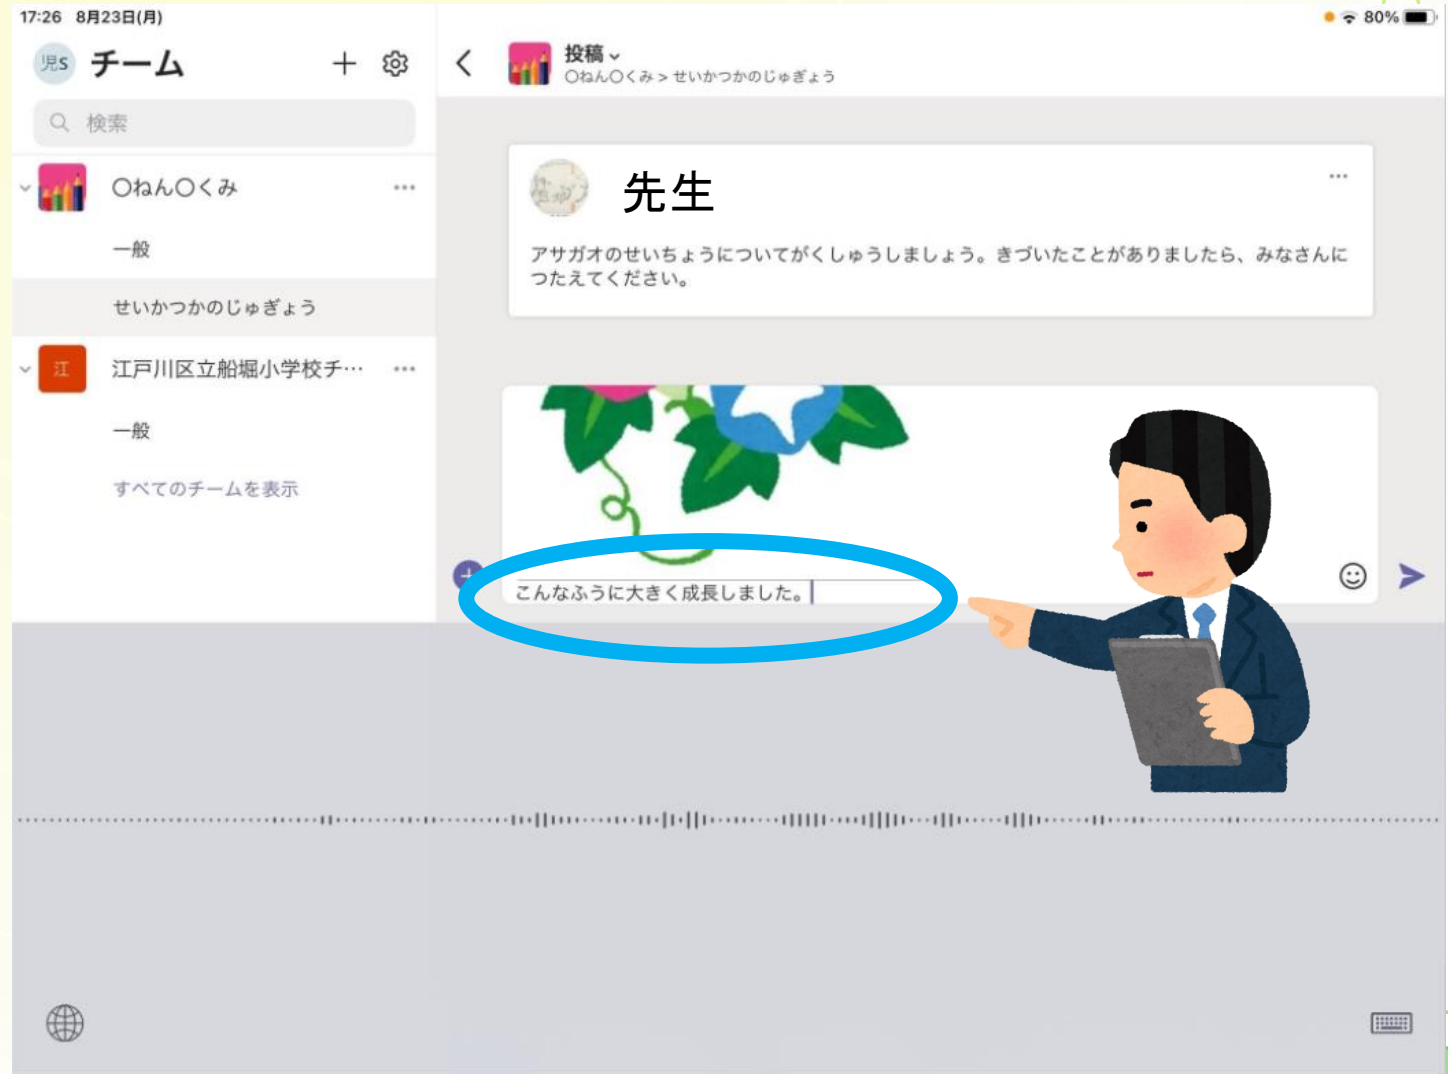 17:26 8月23日(月)
80%
児S チーム
検索
〇ねん〇くみ
一般
せいかつかのじゅぎょう
江 江戸川区立船堀小学校チ…
一般
すべてのチームを表示
投稿
〇ねん〇くみ > せいかつかのじゅぎょう
先生
アサガオのせいちょうについてがくしゅうしましょう。きづいたことがありましたら、みなさんに
つたえてください。
こんなふうに大きく成長しました。